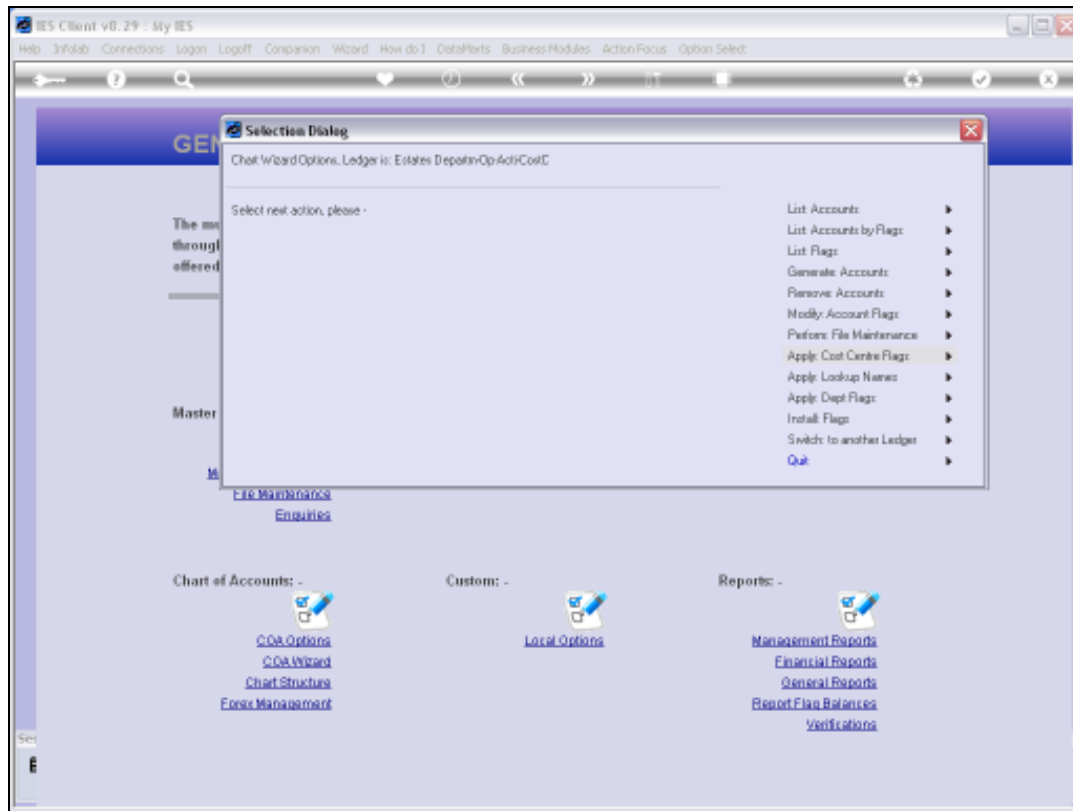 IES Client v8.29 : My IES
Help Infolab Connections Logon Logoff Companion Wizard How do I DataMarts Business Modules Action Focus Option Select
GEN
Selection Dialog
Chart Wizard Options, Ledger is: Estates Departm-Op-Acti-CostC
Select next action, please -
List: Accounts
List: Accounts by Flags
List: Flags
Generate: Accounts
Remove: Accounts
Modify: Account Flags
Perform: File Maintenance
Apply: Cost Centre Flags
Apply: Lookup Names
Apply: Dept Flags
Install: Flags
Switch: to another Ledger
Quit
through
offered
Master
File Maintenance
Enquiries
Chart of Accounts: -
Custom: -
Reports: -
COA Options
Local Options
Management Reports
COA Wizard
Financial Reports
Chart Structure
General Reports
Forex Management
Report Flag Balances
Verifications